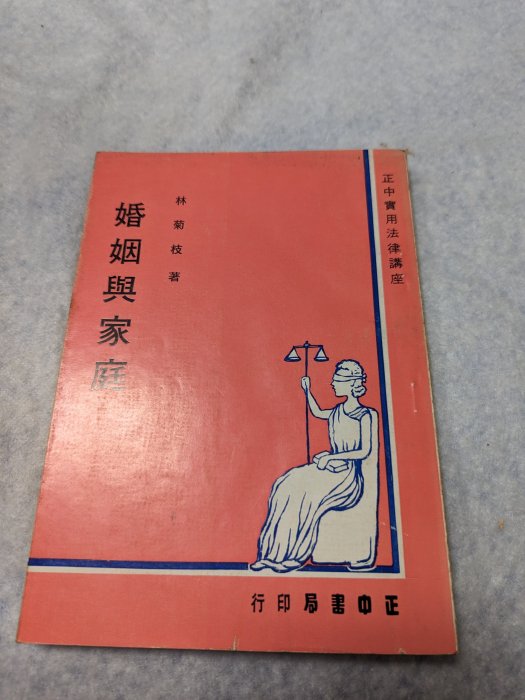 正中實用法律講座
林菊枝 著
婚姻與家庭
正中書局印行